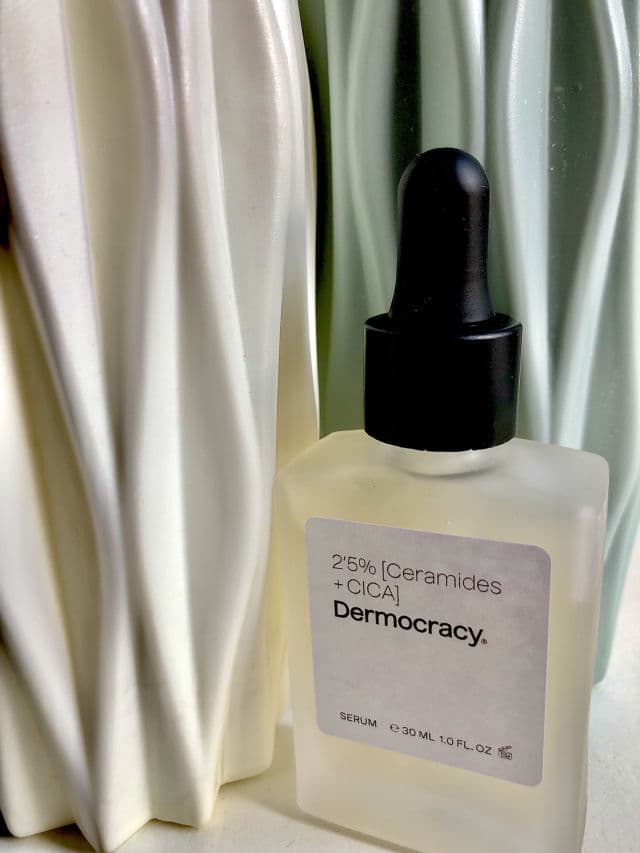 2'5% [Ceramides
+CICA]
Dermocracy®
SERUM ℮ 30 ML 1.0 FL. OZ